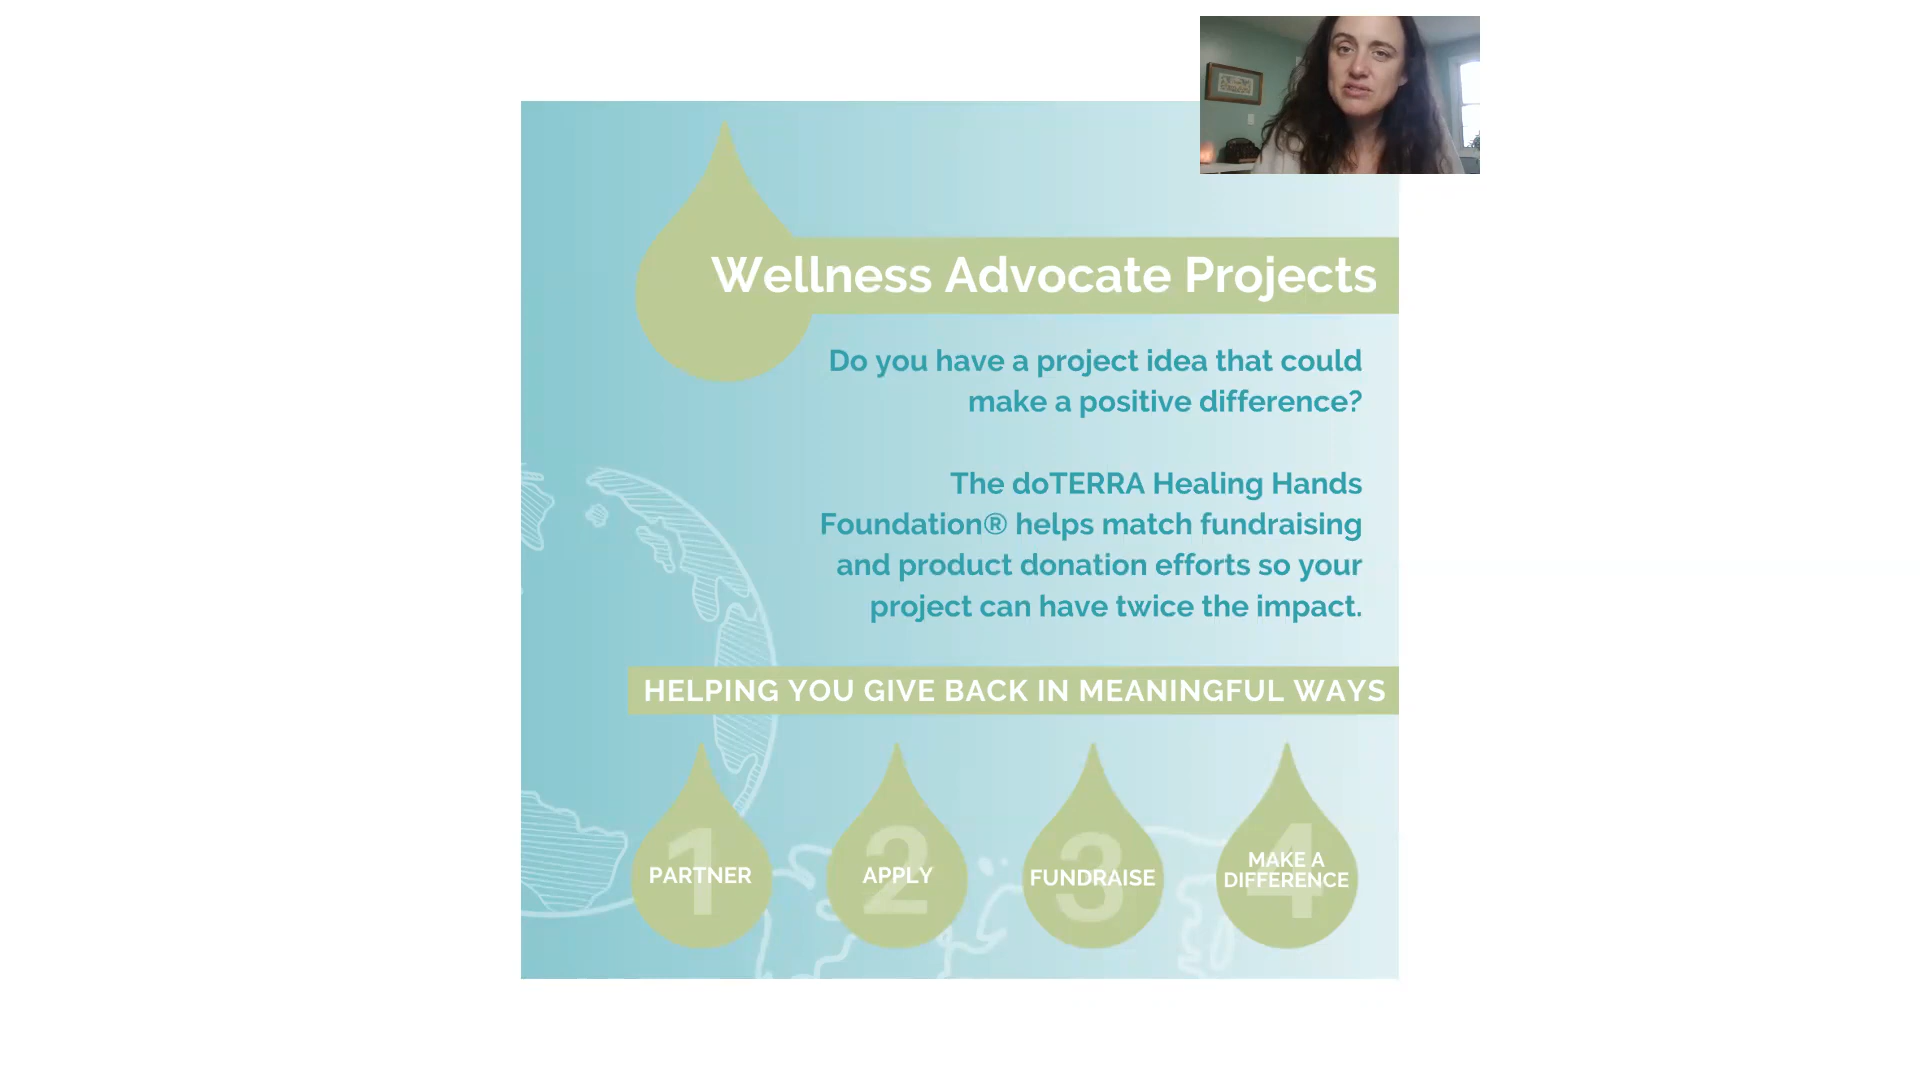 Wellness Advocate Projects
Do you have a project idea that could
make a positive difference?
The doTERRA Healing Hands
Foundation® helps match fundraising
and product donation efforts so your
project can have twice the impact.
HELPING YOU GIVE BACK IN MEANINGFUL WAYS
1
PARTNER
2
APPLY
3
FUNDRAISE
4
MAKE A
DIFFERENCE